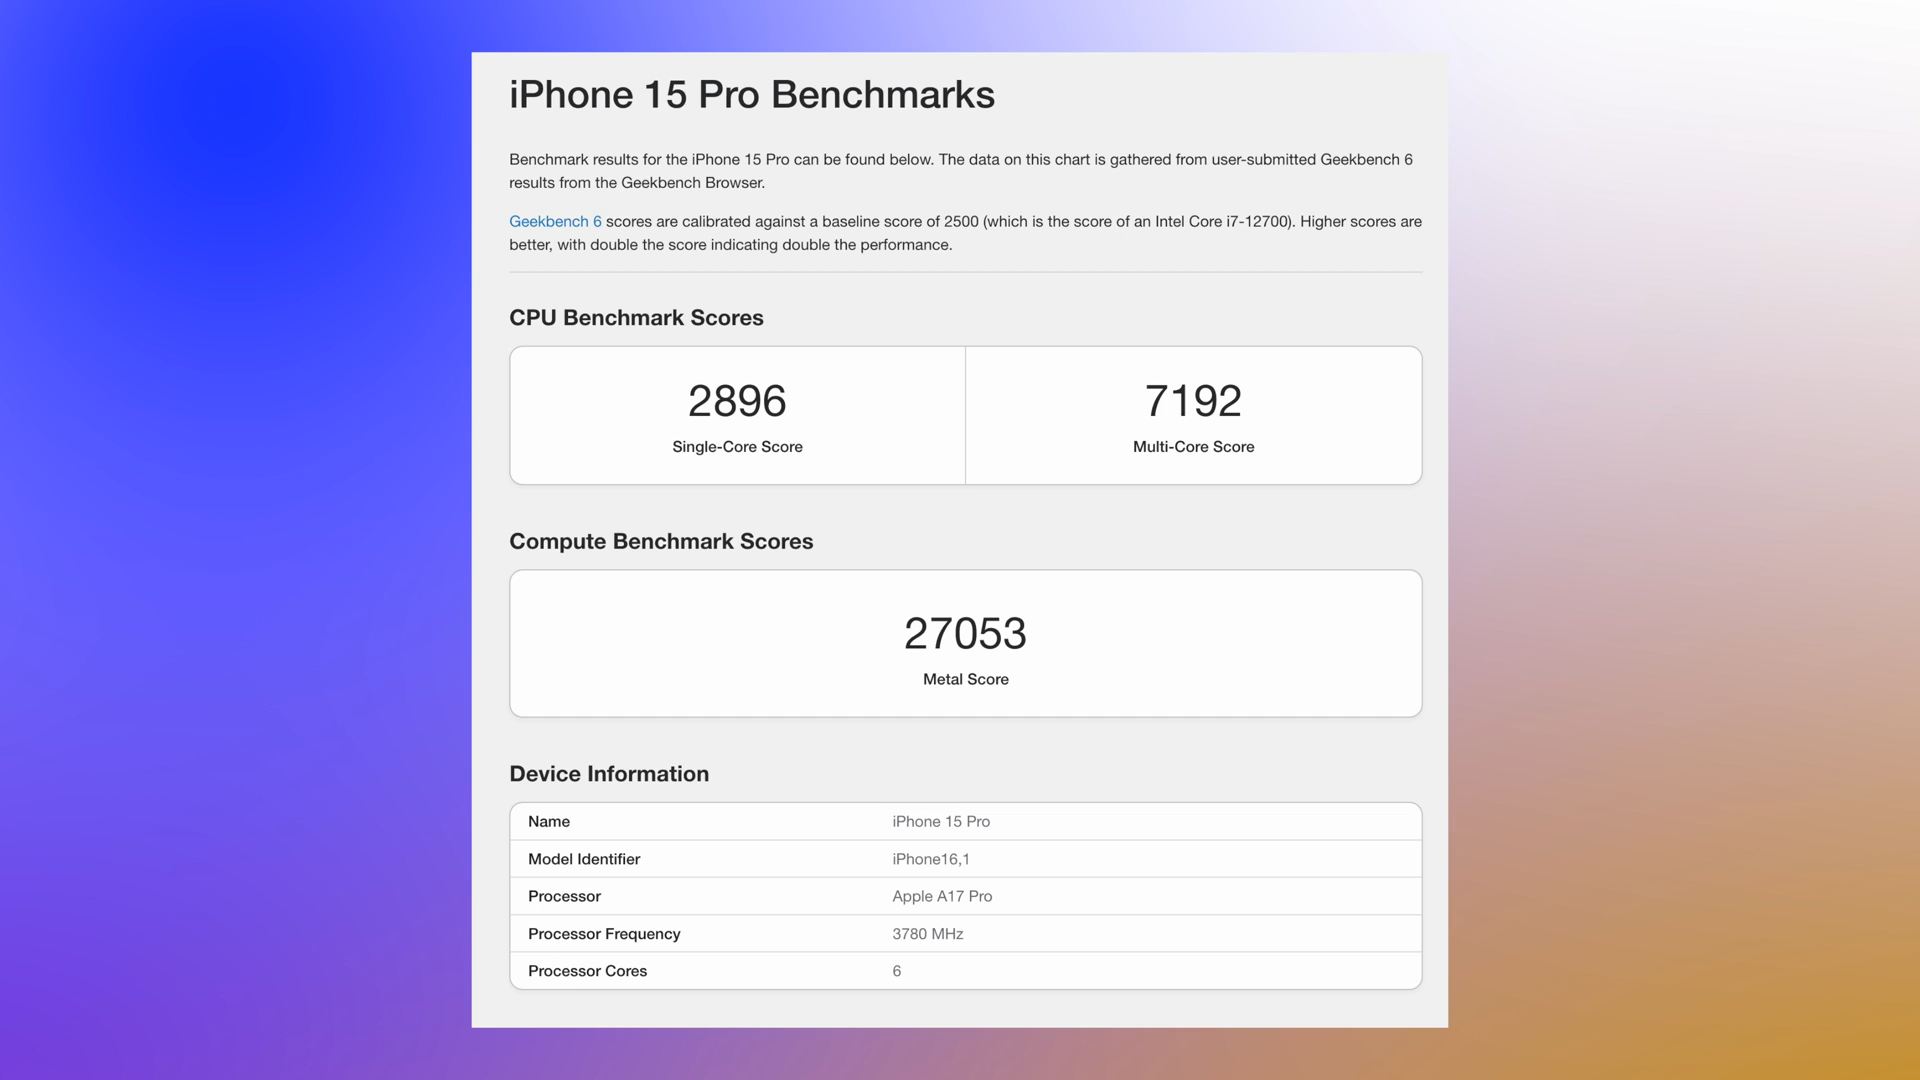 iPhone 15 Pro Benchmarks
Benchmark results for the iPhone 15 Pro can be found below. The data on this chart is gathered from user-submitted Geekbench 6
results from the Geekbench Browser.
Geekbench 6 scores are calibrated against a baseline score of 2500 (which is the score of an Intel Core i7-12700). Higher scores are
better, with double the score indicating double the performance.
CPU Benchmark Scores
2896 7192
Single-Core Score Multi-Core Score
Compute Benchmark Scores
27053
Metal Score
Device Information
Name iPhone 15 Pro
Model Identifier iPhone16,1
Processor Apple A17 Pro
Processor Frequency 3780 MHz
Processor Cores 6